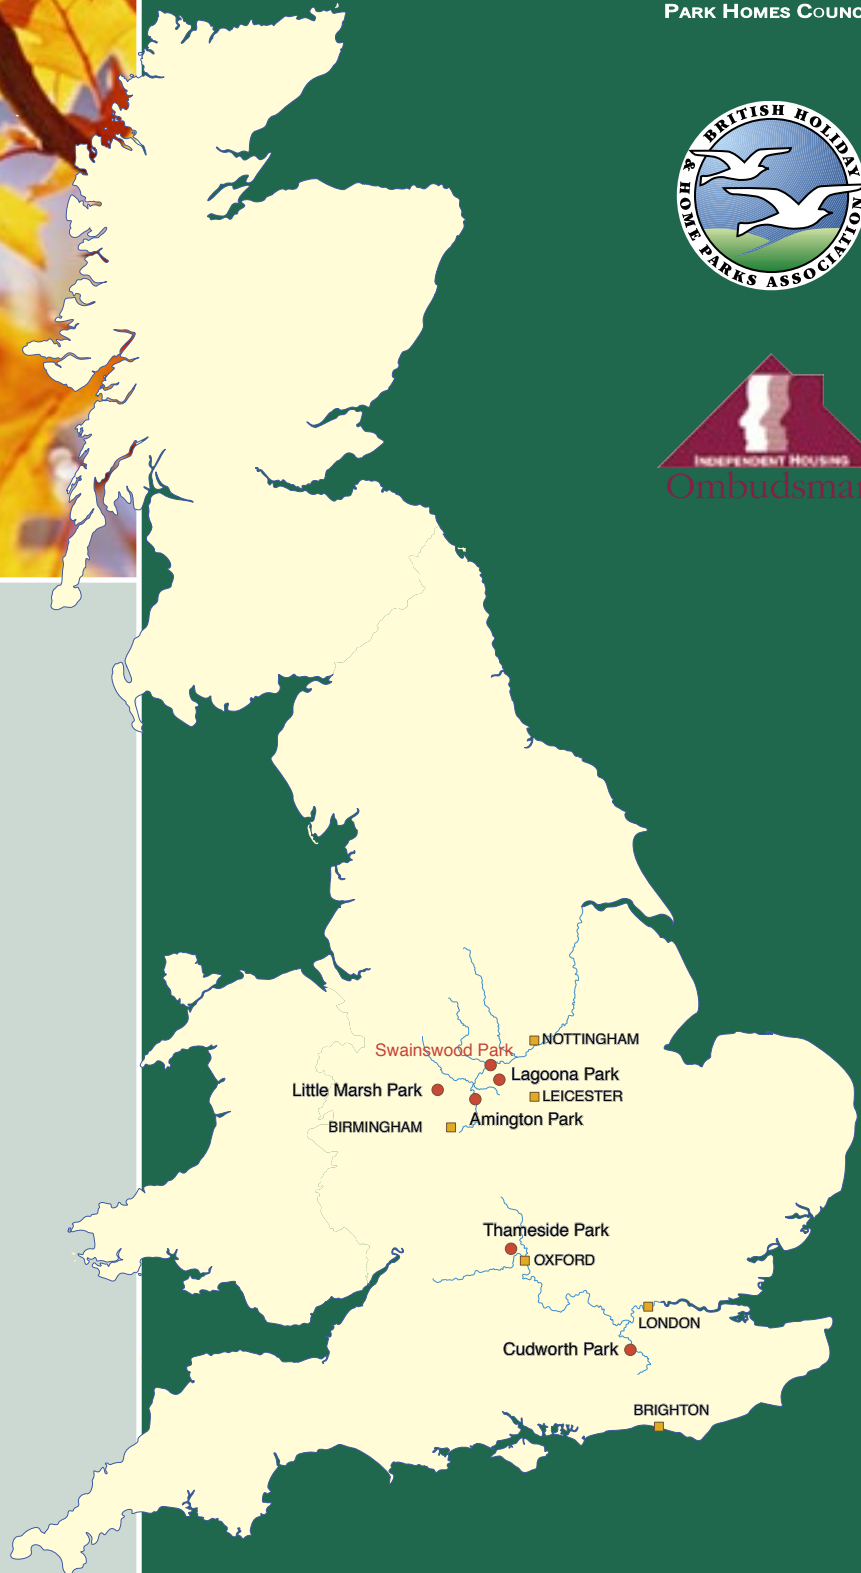 PARK HOMES COUNC
BRITISH HOLIDAY
& HOME PARKS ASSOCIATION
INDEPENDENT HOUSING
Ombudsman
Swainswood Park
NOTTINGHAM
Lagoona Park
Little Marsh Park
LEICESTER
Amington Park
BIRMINGHAM
Thameside Park
OXFORD
LONDON
Cudworth Park
BRIGHTON